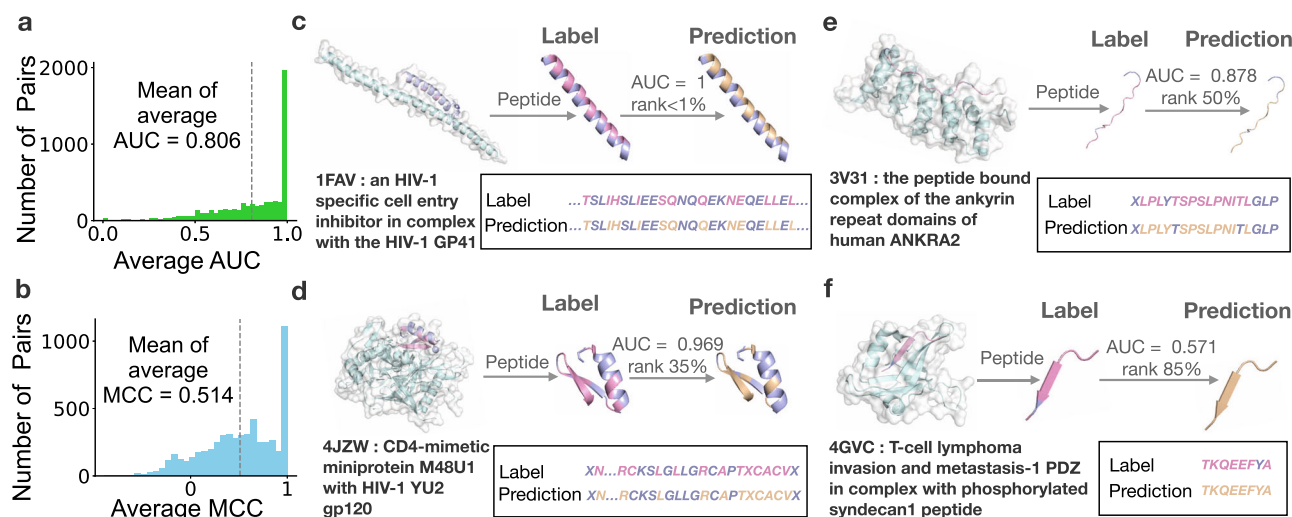 a
Number of Pairs
2000
1000
0
Mean of
average
AUC = 0.806
0.0
0.5
1.0
Average AUC
b
Number of Pairs
1000
500
0
Mean of
average
MCC = 0.514
0
1
Average MCC
c
Label
Prediction
Peptide
AUC = 1
rank<1%
1FAV : an HIV-1
specific cell entry
inhibitor in complex
with the HIV-1 GP41
Label
...TSLIHSLIEESQNQQEKNEQELLEL...
Prediction
...TSLIHSLIEESQNQQEKNEQELLEL...
d
Label
Prediction
Peptide
AUC = 0.969
rank 35%
4JZW : CD4-mimetic
miniprotein M48U1
with HIV-1 YU2
gp120
Label
XN...RCKSLGLLGRCAPTXCACVX
Prediction
XN...RCKSLGLLGRCAPTXCACVX
e
Label
Prediction
Peptide
AUC = 0.878
rank 50%
3V31 : the peptide bound
complex of the ankyrin
repeat domains of
human ANKRA2
Label
XLPLYTSPSLPNITLGLP
Prediction
XLPLYTSPSLPNITLGLP
f
Label
Prediction
Peptide
AUC = 0.571
rank 85%
4GVC : T-cell lymphoma
invasion and metastasis-1 PDZ
in complex with phosphorylated
syndecan1 peptide
Label
TKQEEFYA
Prediction
TKQEEFYA